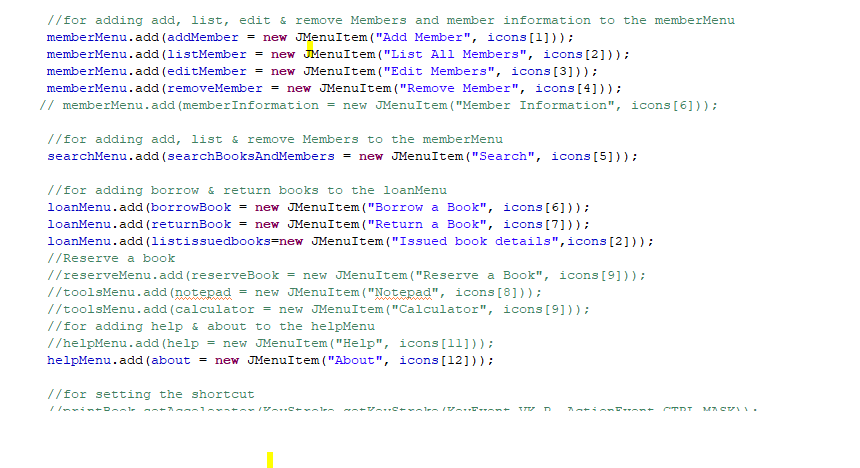 //for adding add, list, edit & remove Members and member information to the memberMenu
memberMenu.add(addMember = new JMenuItem("Add Member", icons[1]));
memberMenu.add(listMember = new JMenuItem("List All Members", icons[2]));
memberMenu.add(editMember = new JMenuItem("Edit Members", icons[3]));
memberMenu.add(removeMember = new JMenuItem("Remove Member", icons[4]));
// memberMenu.add(memberInformation = new JMenuItem("Member Information", icons[6]));
//for adding add, list & remove Members to the memberMenu
searchMenu.add(searchBooksAndMembers = new JMenuItem("Search", icons[5]));
//for adding borrow & return books to the loanMenu
loanMenu.add(borrowBook = new JMenuItem("Borrow a Book", icons[6]));
loanMenu.add(returnBook = new JMenuItem("Return a Book", icons[7]));
loanMenu.add(listissuedbooks=new JMenuItem("Issued book details",icons[2]));
//Reserve a book
//reserveMenu.add(reserveBook = new JMenuItem("Reserve a Book", icons[9]));
//toolsMenu.add(notepad = new JMenuItem("Notepad", icons[8]));
//toolsMenu.add(calculator = new JMenuItem("Calculator", icons[9]));
//for adding help & about to the helpMenu
//helpMenu.add(help = new JMenuItem("Help", icons[11]));
helpMenu.add(about = new JMenuItem("About", icons[12]));
//for setting the shortcut
//printBook.setAccelerator(KeyStroke.getKeyStroke(KeyEvent.VK_P, ActionEvent.CTRL_MASK));